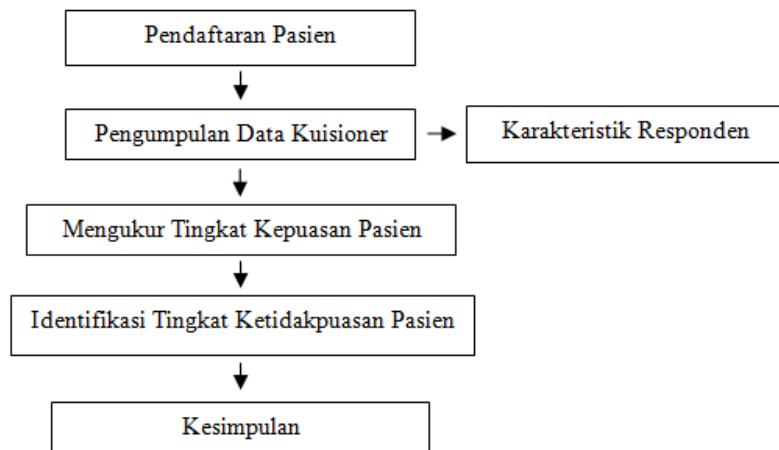 Pendaftaran Pasien
Pengumpulan Data Kuisioner
Karakteristik Responden
Mengukur Tingkat Kepuasan Pasien
Identifikasi Tingkat Ketidakpuasan Pasien
Kesimpulan